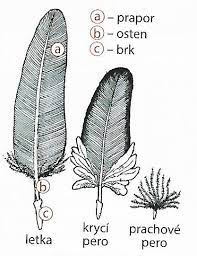 a – prapor
b – osten
c – brk
a
b
c
letka
krycí
pero
prachové
pero